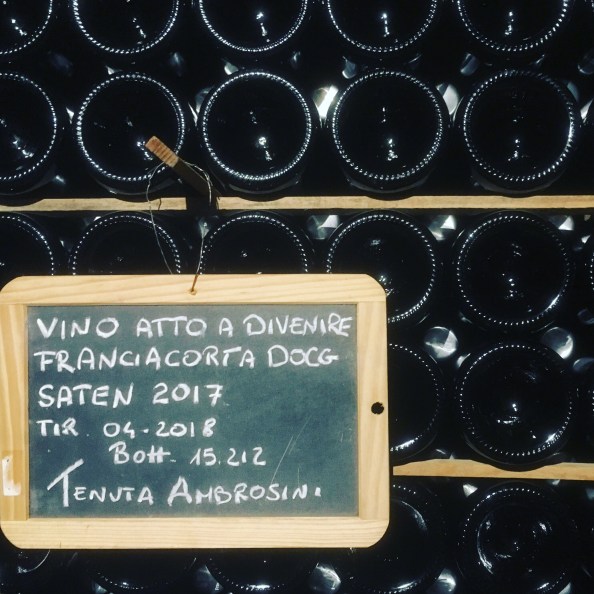 VINO ATTO A DIVENIRE
FRANCIACORTA DOCG
SATEN 2017
TIR. 04-2018
Bott. 15.212
TENUTA AMBROSINI